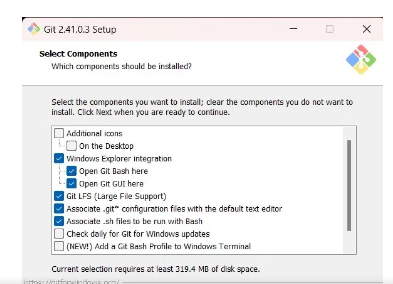 Git 2.41.0.3 Setup
Select Components
Which components should be installed?
Select the components you want to install; clear the components you do not want to
install. Click Next when you are ready to continue.
Additional icons
On the Desktop
Windows Explorer integration
Open Git Bash here
Open Git GUI here
Git LFS (Large File Support)
Associate .git* configuration files with the default text editor
Associate .sh files to be run with Bash
Check daily for Git for Windows updates
(NEW!) Add a Git Bash Profile to Windows Terminal
Current selection requires at least 319.4 MB of disk space.
https://gitforwindows.org/